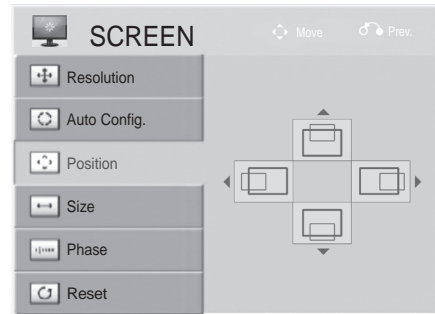 SCREEN
Move
Prev.
Resolution
Auto Config.
Position
Size
Phase
Reset